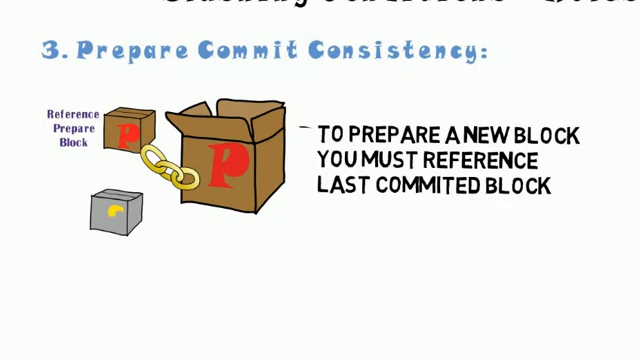 3. Prepare Commit Consistency:
Reference
Prepare
Block
P
P
TO PREPARE A NEW BLOCK
YOU MUST REFERENCE
LAST COMMITED BLOCK